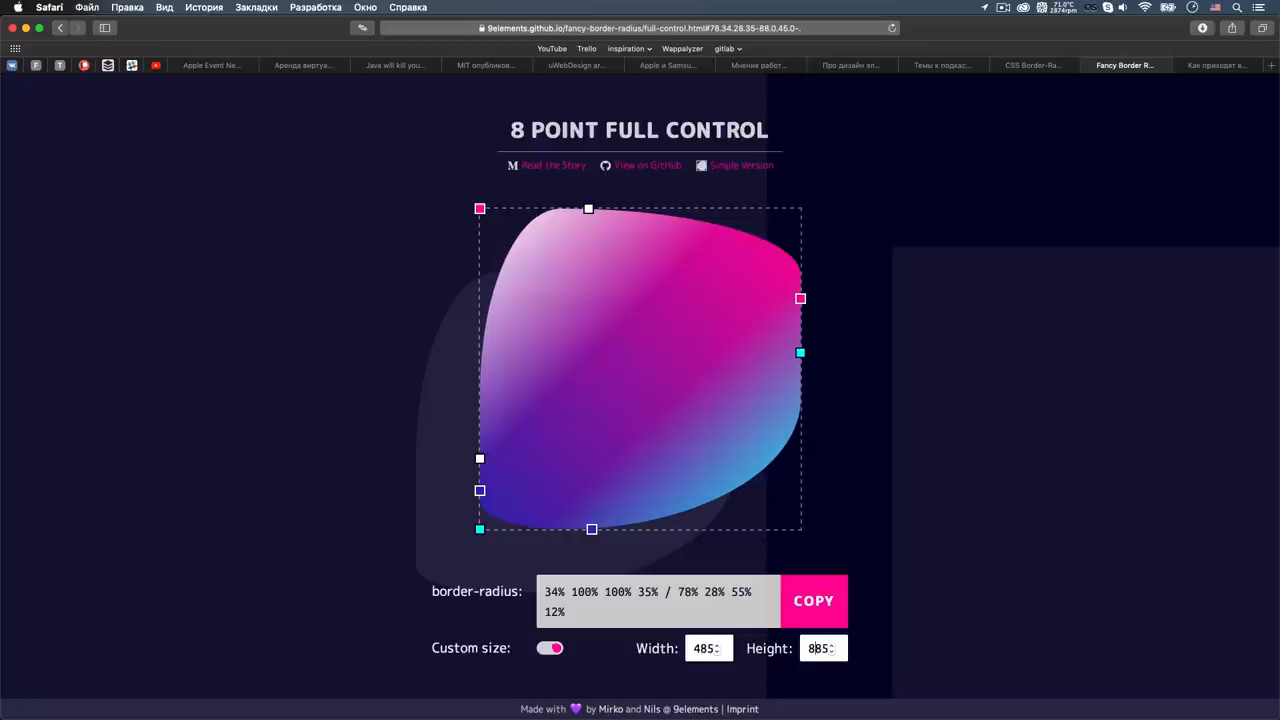 Safari Файл Правка Вид История Закладки Разработка Окно Справка
9elements.github.io/fancy-border-radius/full-control.html#78.34.28.35-88.0.45.0-.
YouTube Trello inspiration Wappalyzer gitlab
Apple Event Ne... Аренда виртуа... Java will kill you... MIT опубликов... uWebDesign ar... Apple и Samsu... Мнения работ... Про дизайн эл... Темы к подкас... CSS Border-Ra... Fancy Border R... Как приходят в...
8 POINT FULL CONTROL
Read the Story View on GitHub Simple Version
border-radius:
34% 100% 100% 35% / 78% 28% 55%
12%
COPY
Custom size: Width: 485 Height: 885
Made with 💜 by Mirko and Nils @ 9elements | Imprint